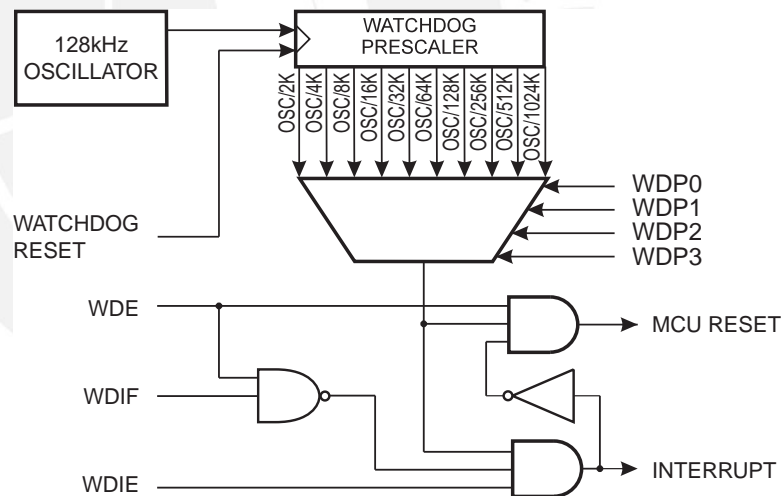 128kHz
OSCILLATOR
WATCHDOG
PRESCALER
OSC/2K
OSC/4K
OSC/8K
OSC/16K
OSC/32K
OSC/64K
OSC/128K
OSC/256K
OSC/512K
OSC/1024K
WATCHDOG
RESET
WDP0
WDP1
WDP2
WDP3
WDE
MCU RESET
WDIF
WDIE
INTERRUPT